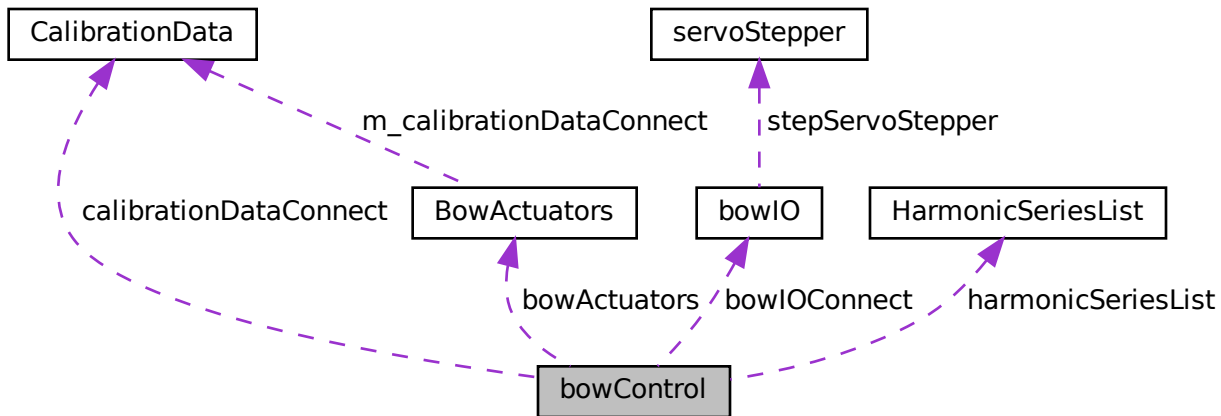 CalibrationData
servoStepper
m_calibrationDataConnect
stepServoStepper
calibrationDataConnect
BowActuators
bowIO
HarmonicSeriesList
bowActuators
bowIOConnect
harmonicSeriesList
bowControl